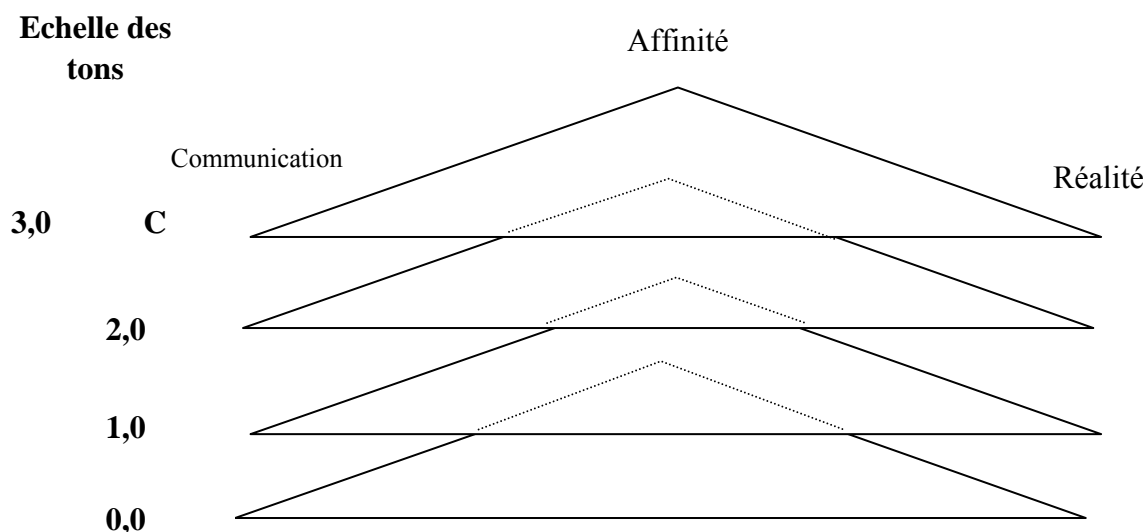 Echelle des
tons
Affinité
Communication
Réalité
3,0 C
2,0
1,0
0,0